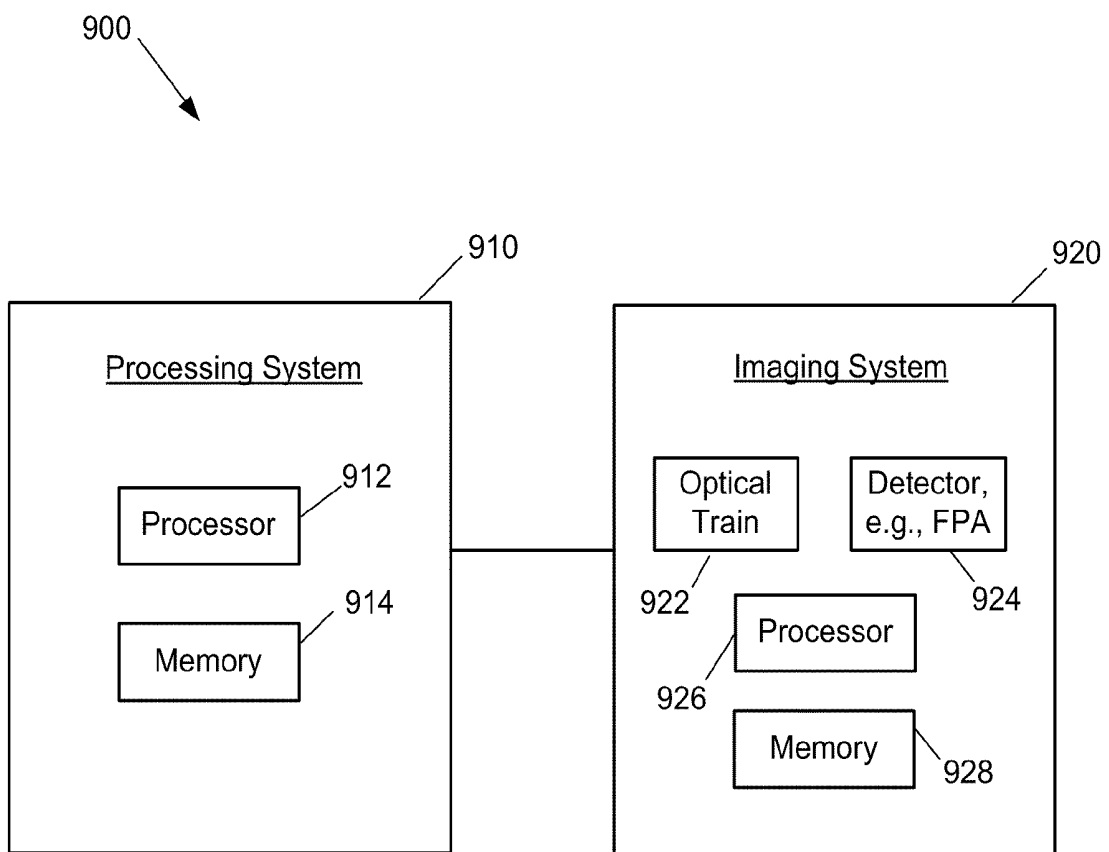 900
910
920
Processing System
Imaging System
912
Processor
914
Memory
Optical
Train
Detector,
e.g., FPA
922
924
Processor
926
Memory
928